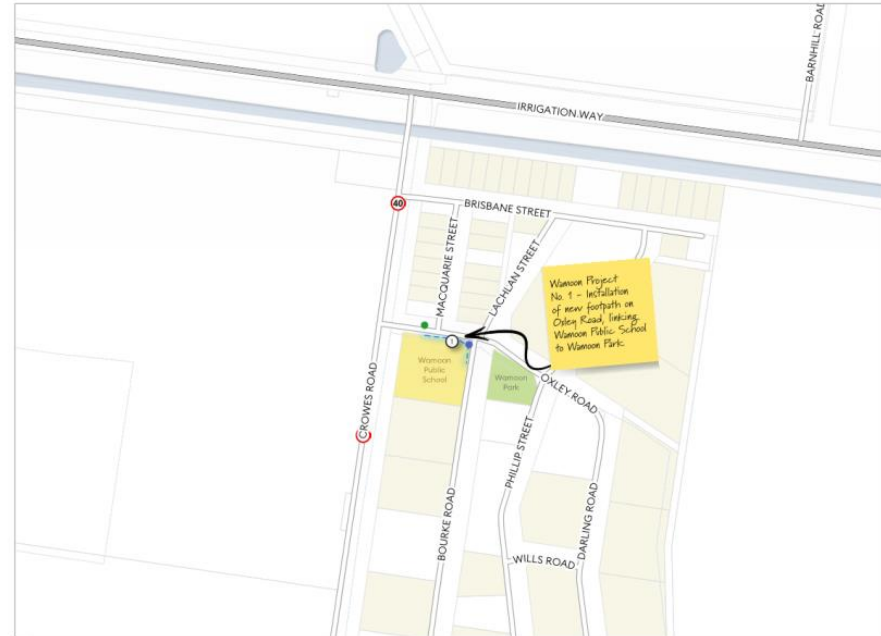 BARNHILL ROAD
IRRIGATION WAY
40
BRISBANE STREET
MACQUARIE STREET
LACHLAN STREET
Wamoon Project
No. 1 - Installation
of new footpath on
Oxley Road, linking
Wamoon Public School
to Wamoon Park
1
Wamoon
Public
School
Wamoon
Park
OXLEY ROAD
CROWES ROAD
PHILLIP STREET
BOURKE ROAD
DARLING ROAD
WILLS ROAD